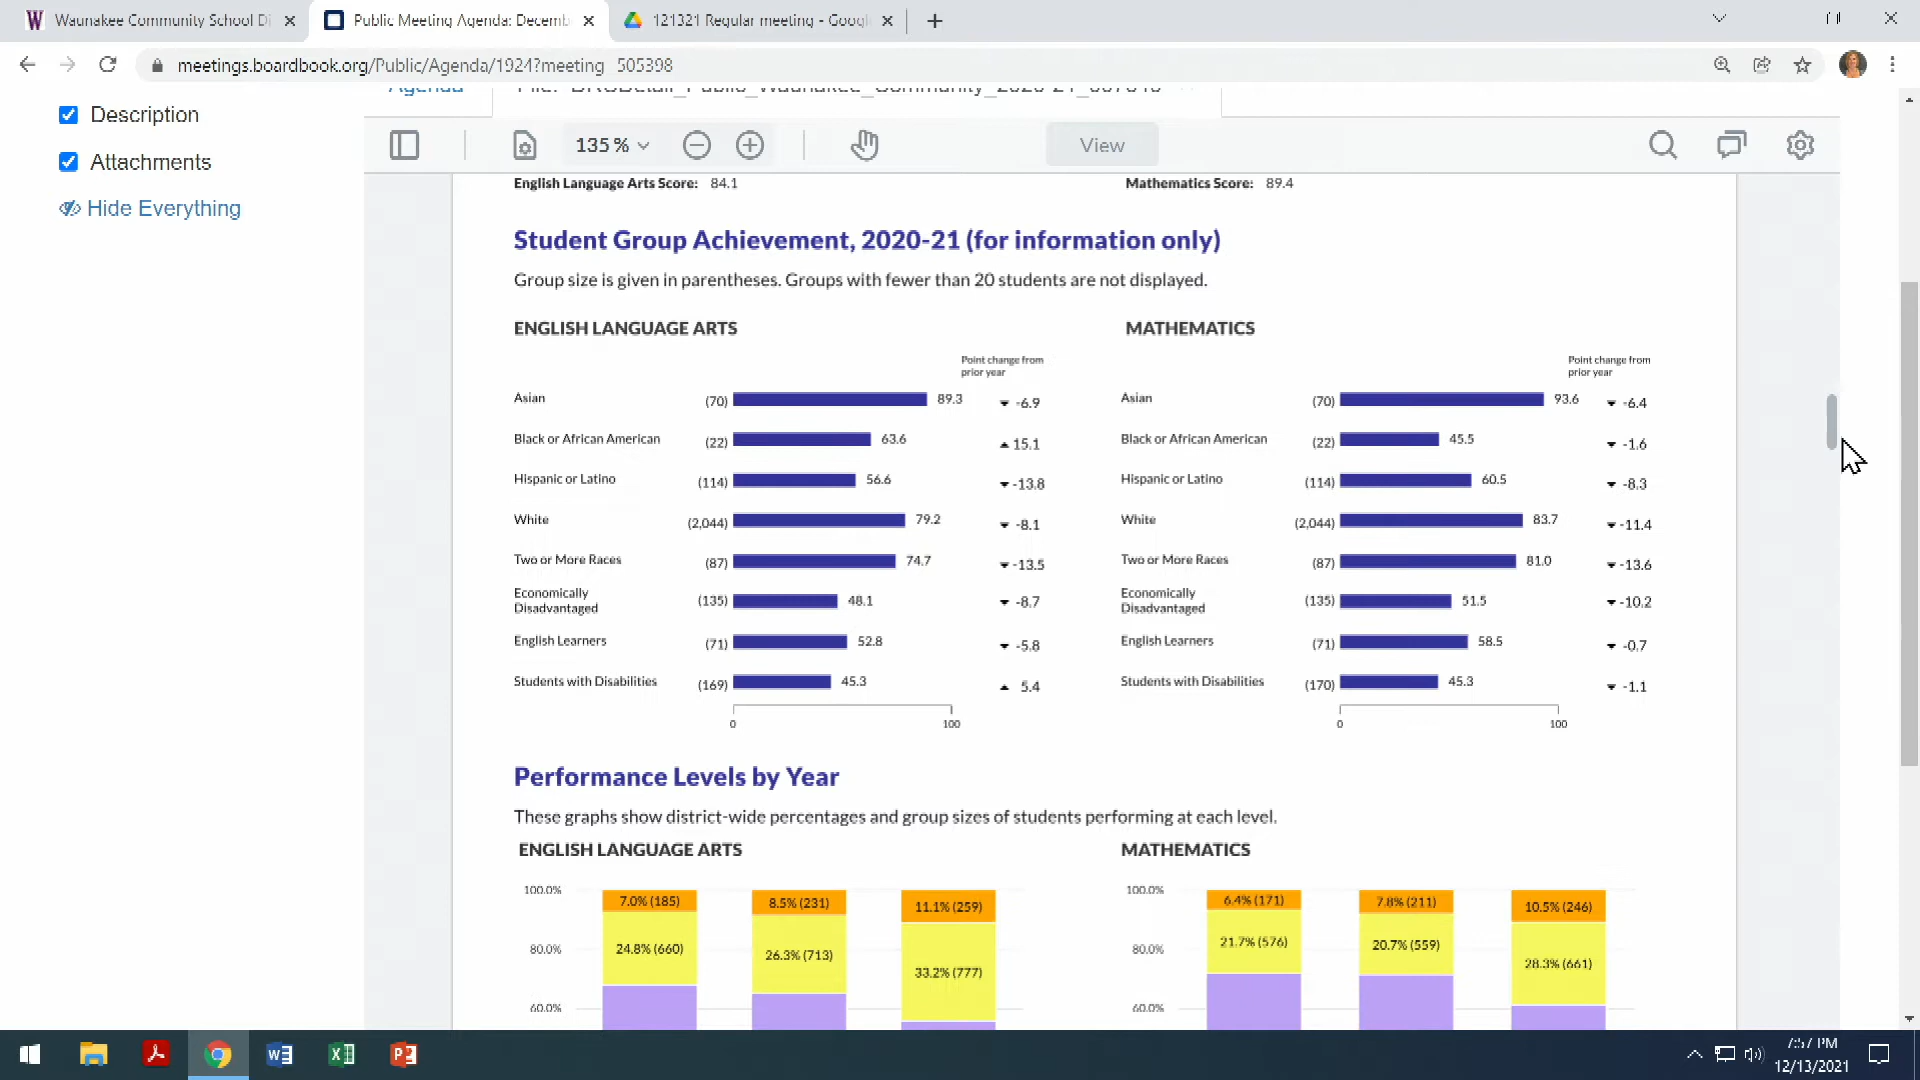 Waunakee Community School Di
Public Meeting Agenda: Decemb
121321 Regular meeting - Googl
meetings.boardbook.org/Public/Agenda/1924?meeting=505398
Description
Attachments
Hide Everything
Agenda
135 %
View
English Language Arts Score: 84.1
Mathematics Score: 89.4
Student Group Achievement, 2020-21 (for information only)
Group size is given in parentheses. Groups with fewer than 20 students are not displayed.
ENGLISH LANGUAGE ARTS
Point change from
prior year
Asian (70) 89.3 -6.9
Black or African American (22) 63.6 15.1
Hispanic or Latino (114) 56.6 -13.8
White (2,044) 79.2 -8.1
Two or More Races (87) 74.7 -13.5
Economically
Disadvantaged (135) 48.1 -8.7
English Learners (71) 52.8 -5.8
Students with Disabilities (169) 45.3 5.4
0 100
MATHEMATICS
Point change from
prior year
Asian (70) 93.6 -6.4
Black or African American (22) 45.5 -1.6
Hispanic or Latino (114) 60.5 -8.3
White (2,044) 83.7 -11.4
Two or More Races (87) 81.0 -13.6
Economically
Disadvantaged (135) 51.5 -10.2
English Learners (71) 58.5 -0.7
Students with Disabilities (170) 45.3 -1.1
0 100
Performance Levels by Year
These graphs show district-wide percentages and group sizes of students performing at each level.
ENGLISH LANGUAGE ARTS
100.0%
7.0% (185) 8.5% (231) 11.1% (259)
80.0%
24.8% (660) 26.3% (713) 33.2% (777)
60.0%
MATHEMATICS
100.0%
6.4% (171) 7.8% (211) 10.5% (246)
80.0%
21.7% (576) 20.7% (559) 28.3% (661)
60.0%
7:57 PM
12/13/2021